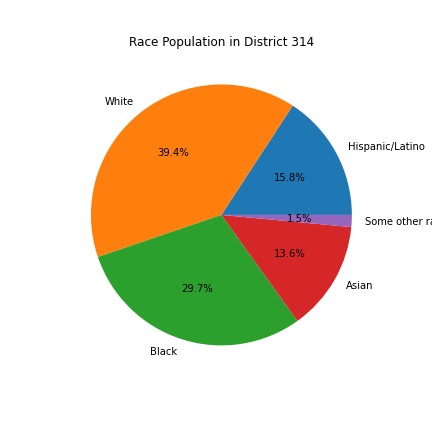 Race Population in District 314
White
39.4%
Hispanic/Latino
15.8%
1.5%
Some other ra
13.6%
Asian
29.7%
Black